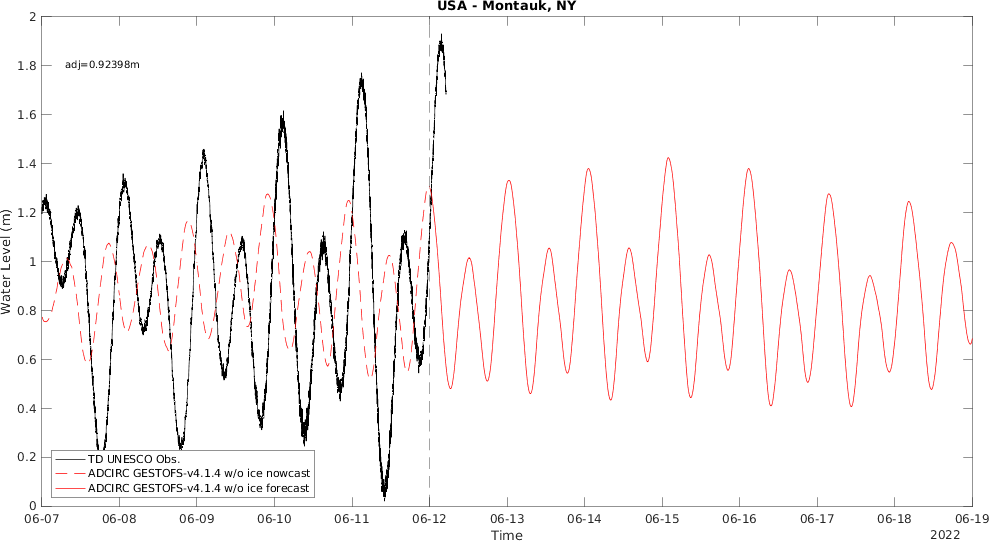 USA - Montauk, NY
2
1.8
1.6
1.4
1.2
1
0.8
0.6
0.4
0.2
0
Water Level (m)
adj=0.92398m
TD UNESCO Obs.
ADCIRC GESTOFS-v4.1.4 w/o ice nowcast
ADCIRC GESTOFS-v4.1.4 w/o ice forecast
06-07 06-08 06-09 06-10 06-11 06-12 06-13 06-14 06-15 06-16 06-17 06-18 06-19
Time
2022